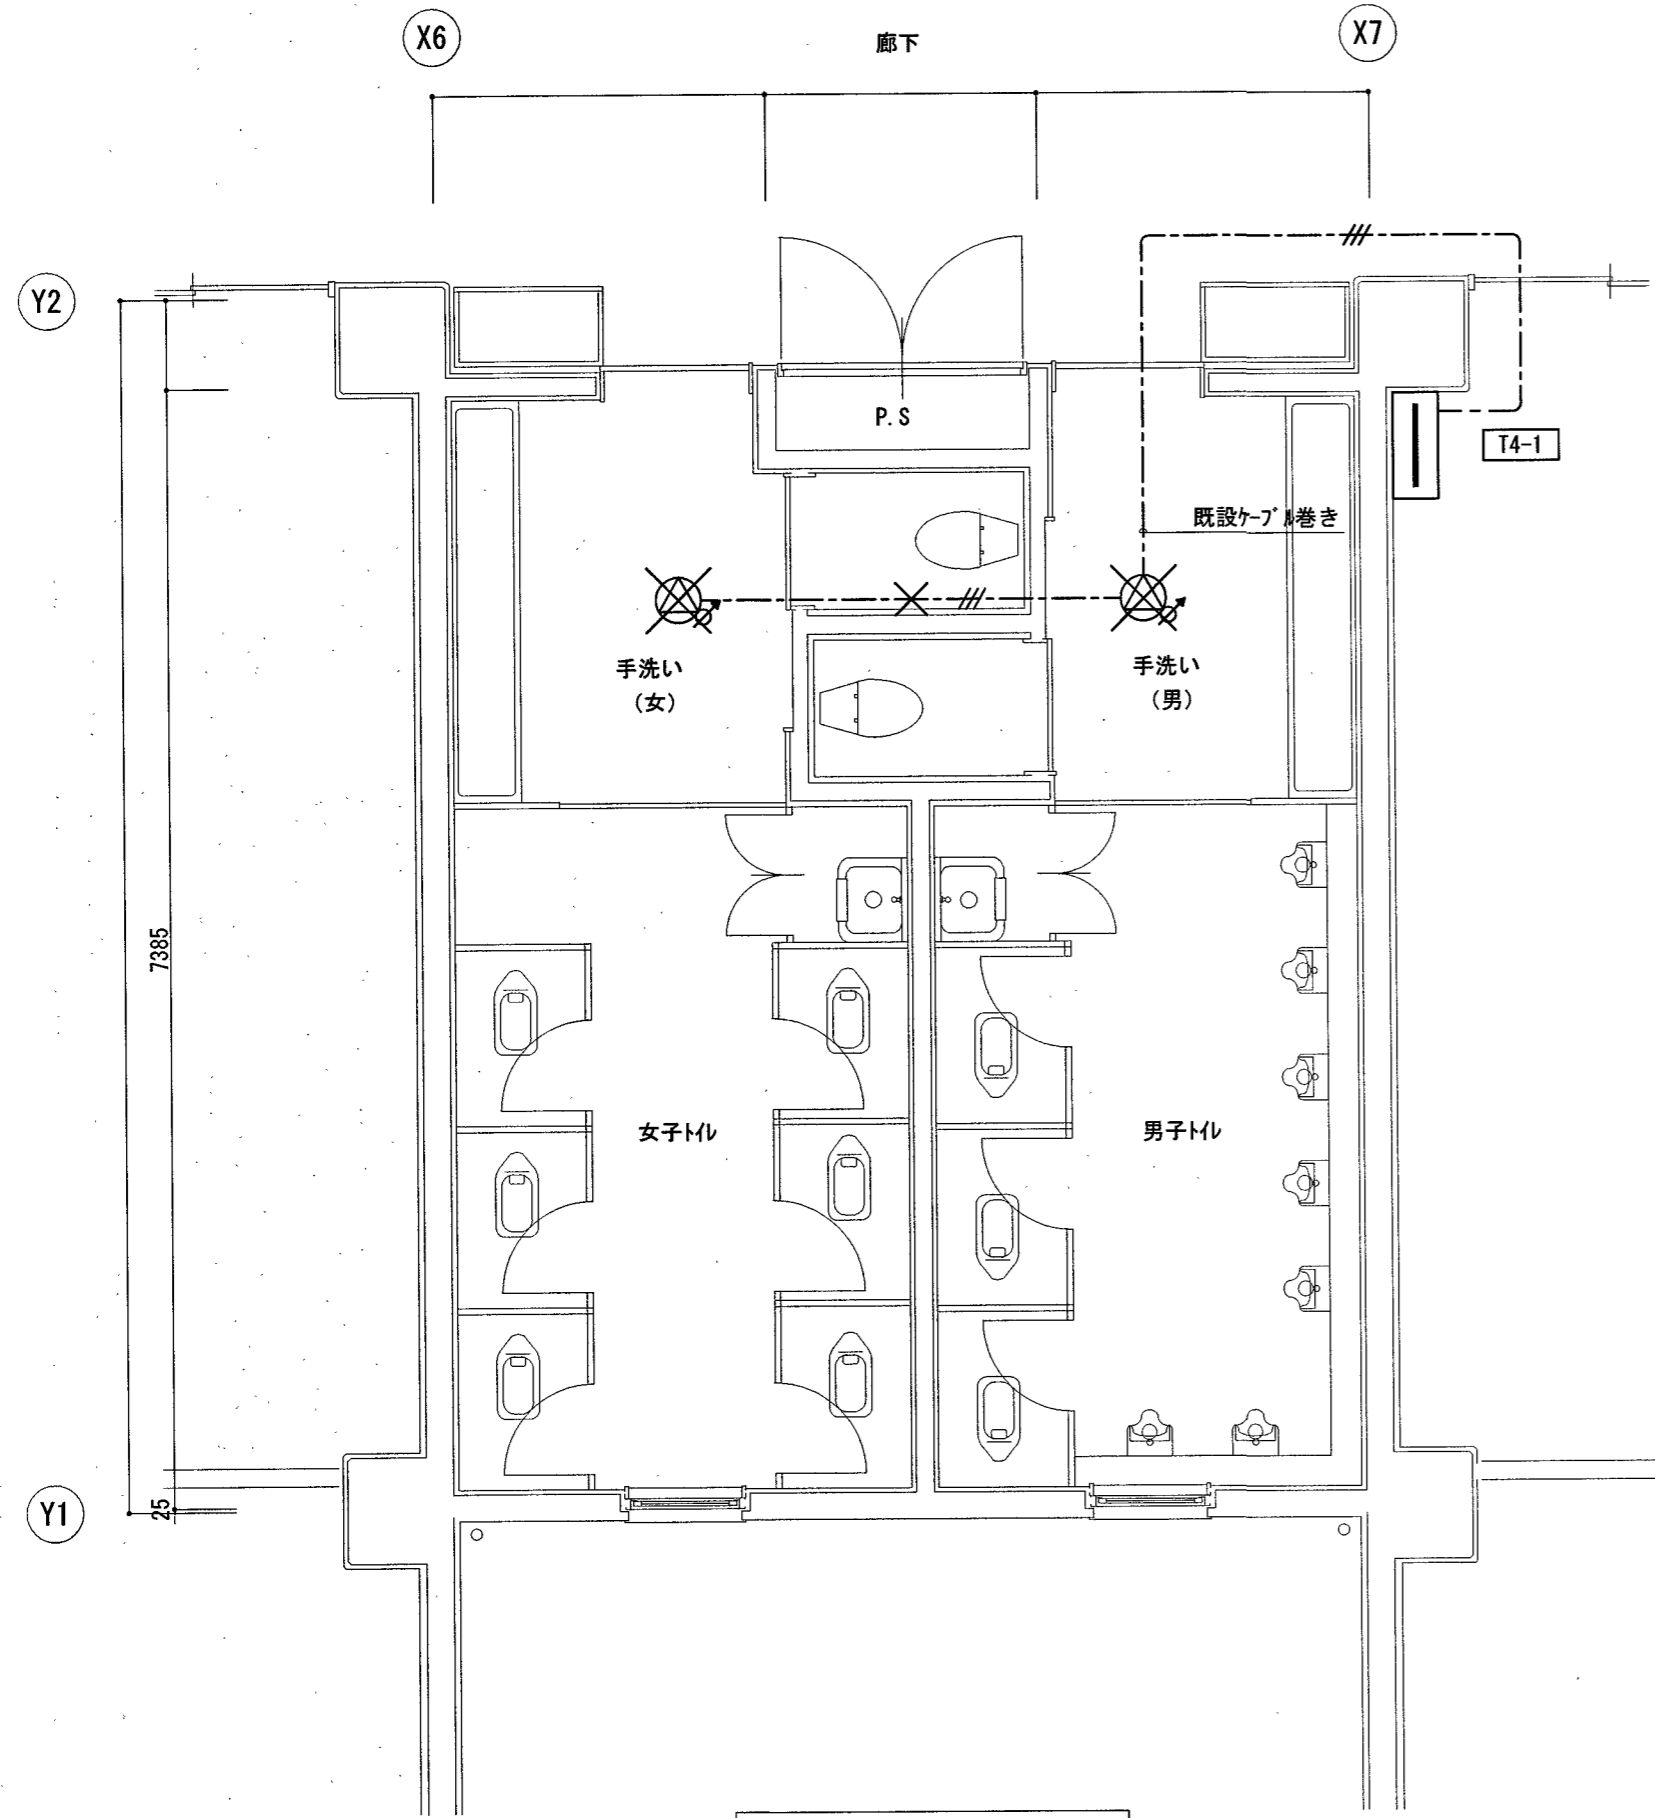 X6
廊下
X7
Y2
P.S
T4-1
既設ｹｰﾌﾞﾙ巻き
手洗い
(女)
手洗い
(男)
7385
女子ﾄｲﾚ
男子ﾄｲﾚ
25
Y1